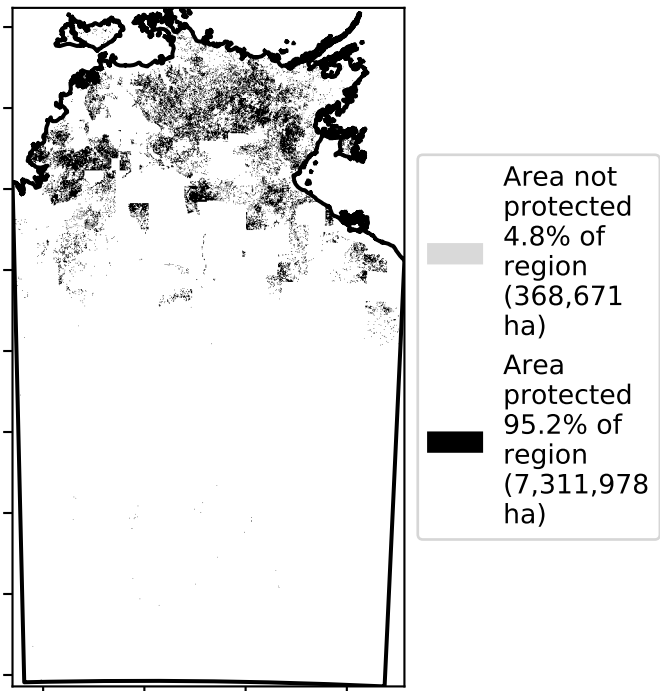 Area not
protected
4.8% of
region
(368,671
ha)
Area
protected
95.2% of
region
(7,311,978
ha)